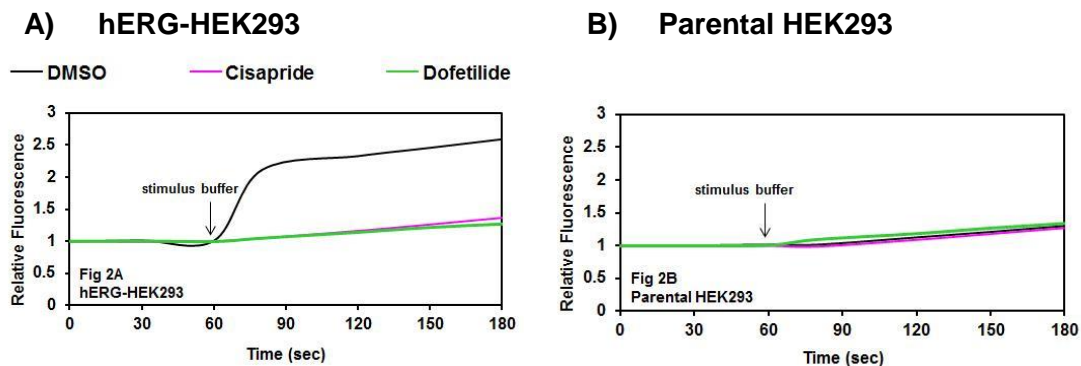 A) hERG-HEK293
B) Parental HEK293
DMSO Cisapride Dofetilide
Relative Fluorescence
3
2.5
2
1.5
1
0.5
0
stimulus buffer
Fig 2A
hERG-HEK293
0 30 60 90 120 150 180
Time (sec)
Relative Fluorescence
3
2.5
2
1.5
1
0.5
0
stimulus buffer
Fig 2B
Parental HEK293
0 30 60 90 120 150 180
Time (sec)